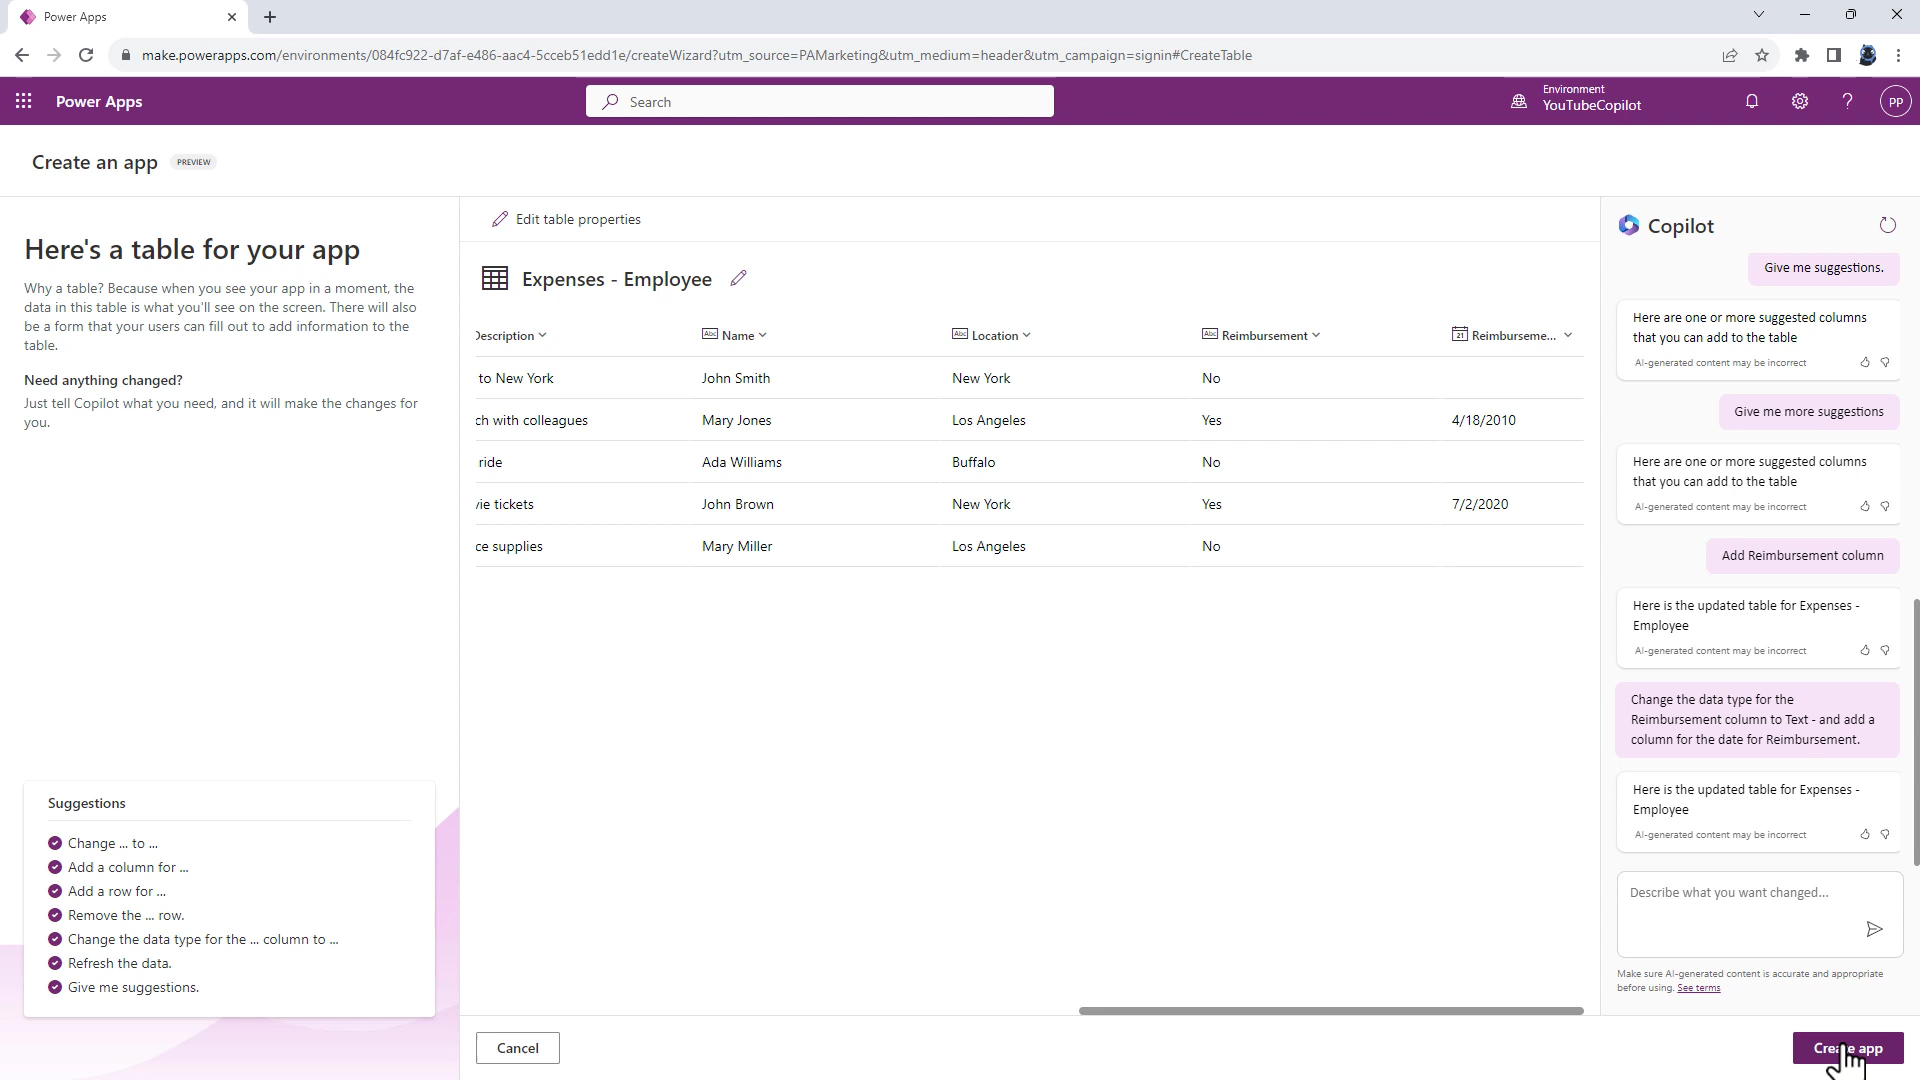 Power Apps
make.powerapps.com/environments/084fc922-d7af-e486-aac4-5cceb51edd1e/createWizard?utm_source=PAMarketing&utm_medium=header&utm_campaign=signin#CreateTable
Power Apps
Search
Environment
YouTubeCopilot
PP
Create an app PREVIEW
Here's a table for your app
Why a table? Because when you see your app in a moment, the
data in this table is what you'll see on the screen. There will also
be a form that your users can fill out to add information to the
table.
Need anything changed?
Just tell Copilot what you need, and it will make the changes for
you.
Suggestions
Change ... to ...
Add a column for ...
Add a row for ...
Remove the ... row.
Change the data type for the ... column to ...
Refresh the data.
Give me suggestions.
Edit table properties
Expenses - Employee
Description Abc Name Abc Location Abc Reimbursement 21 Reimburseme...
to New York John Smith New York No
ch with colleagues Mary Jones Los Angeles Yes 4/18/2010
ride Ada Williams Buffalo No
vie tickets John Brown New York Yes 7/2/2020
ce supplies Mary Miller Los Angeles No
Cancel
Copilot
Give me suggestions.
Here are one or more suggested columns
that you can add to the table
AI-generated content may be incorrect
Give me more suggestions
Here are one or more suggested columns
that you can add to the table
AI-generated content may be incorrect
Add Reimbursement column
Here is the updated table for Expenses -
Employee
AI-generated content may be incorrect
Change the data type for the
Reimbursement column to Text - and add a
column for the date for Reimbursement.
Here is the updated table for Expenses -
Employee
AI-generated content may be incorrect
Describe what you want changed...
Make sure AI-generated content is accurate and appropriate
before using. See terms
Create app